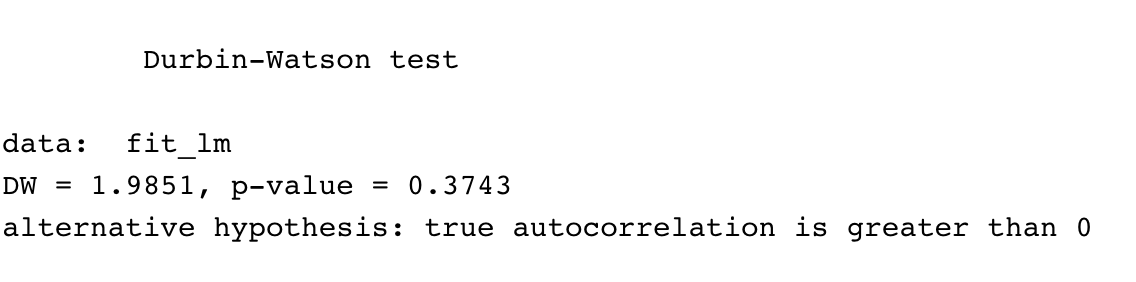 Durbin-Watson test
data:  fit_lm
DW = 1.9851, p-value = 0.3743
alternative hypothesis: true autocorrelation is greater than 0